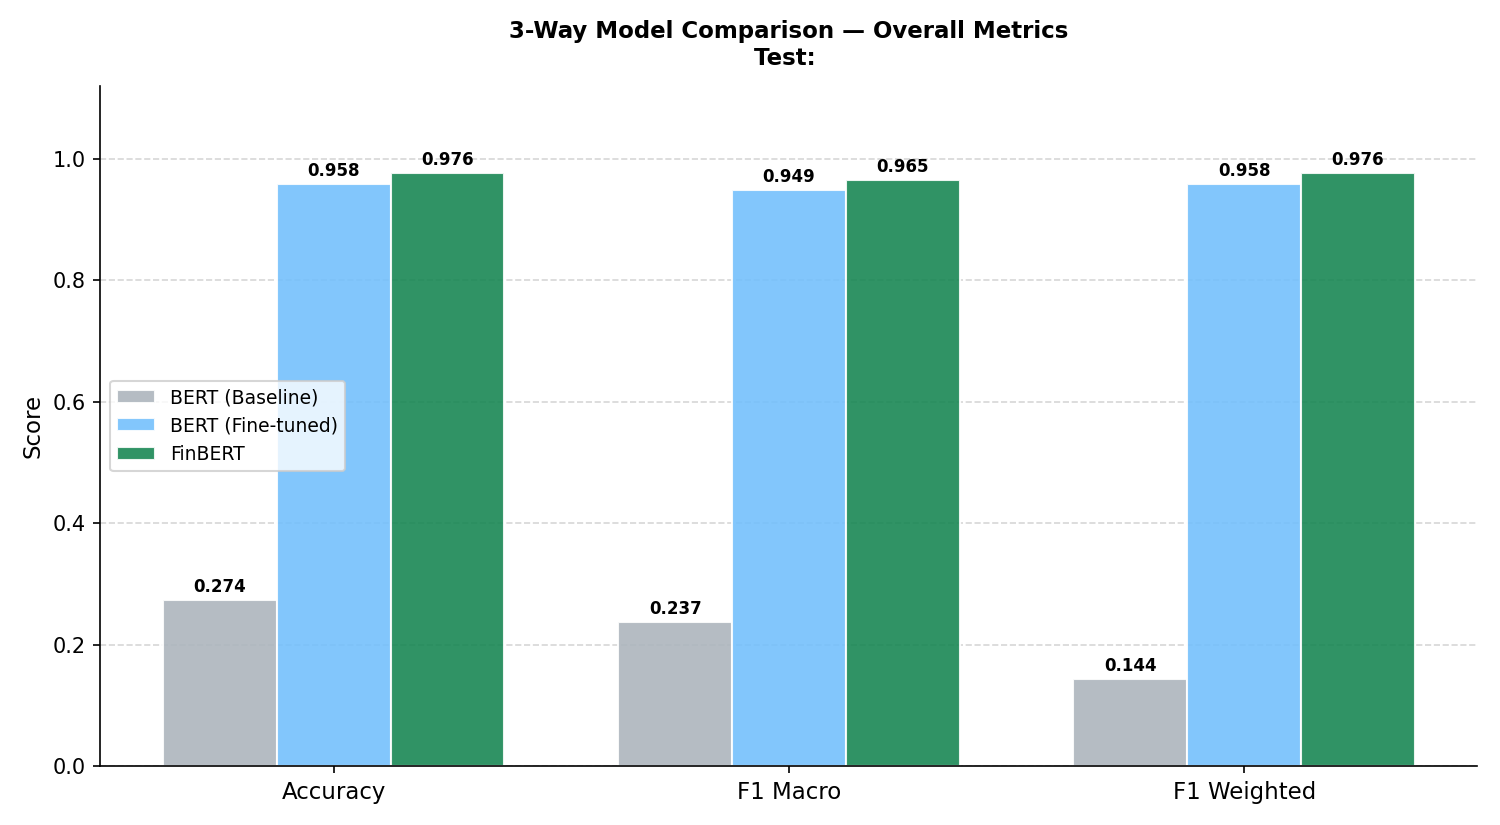 3-Way Model Comparison — Overall Metrics
Test:
Score
1.0
0.8
0.6
0.4
0.2
0.0
0.274
0.958
0.976
0.237
0.949
0.965
0.144
0.958
0.976
BERT (Baseline)
BERT (Fine-tuned)
FinBERT
Accuracy
F1 Macro
F1 Weighted